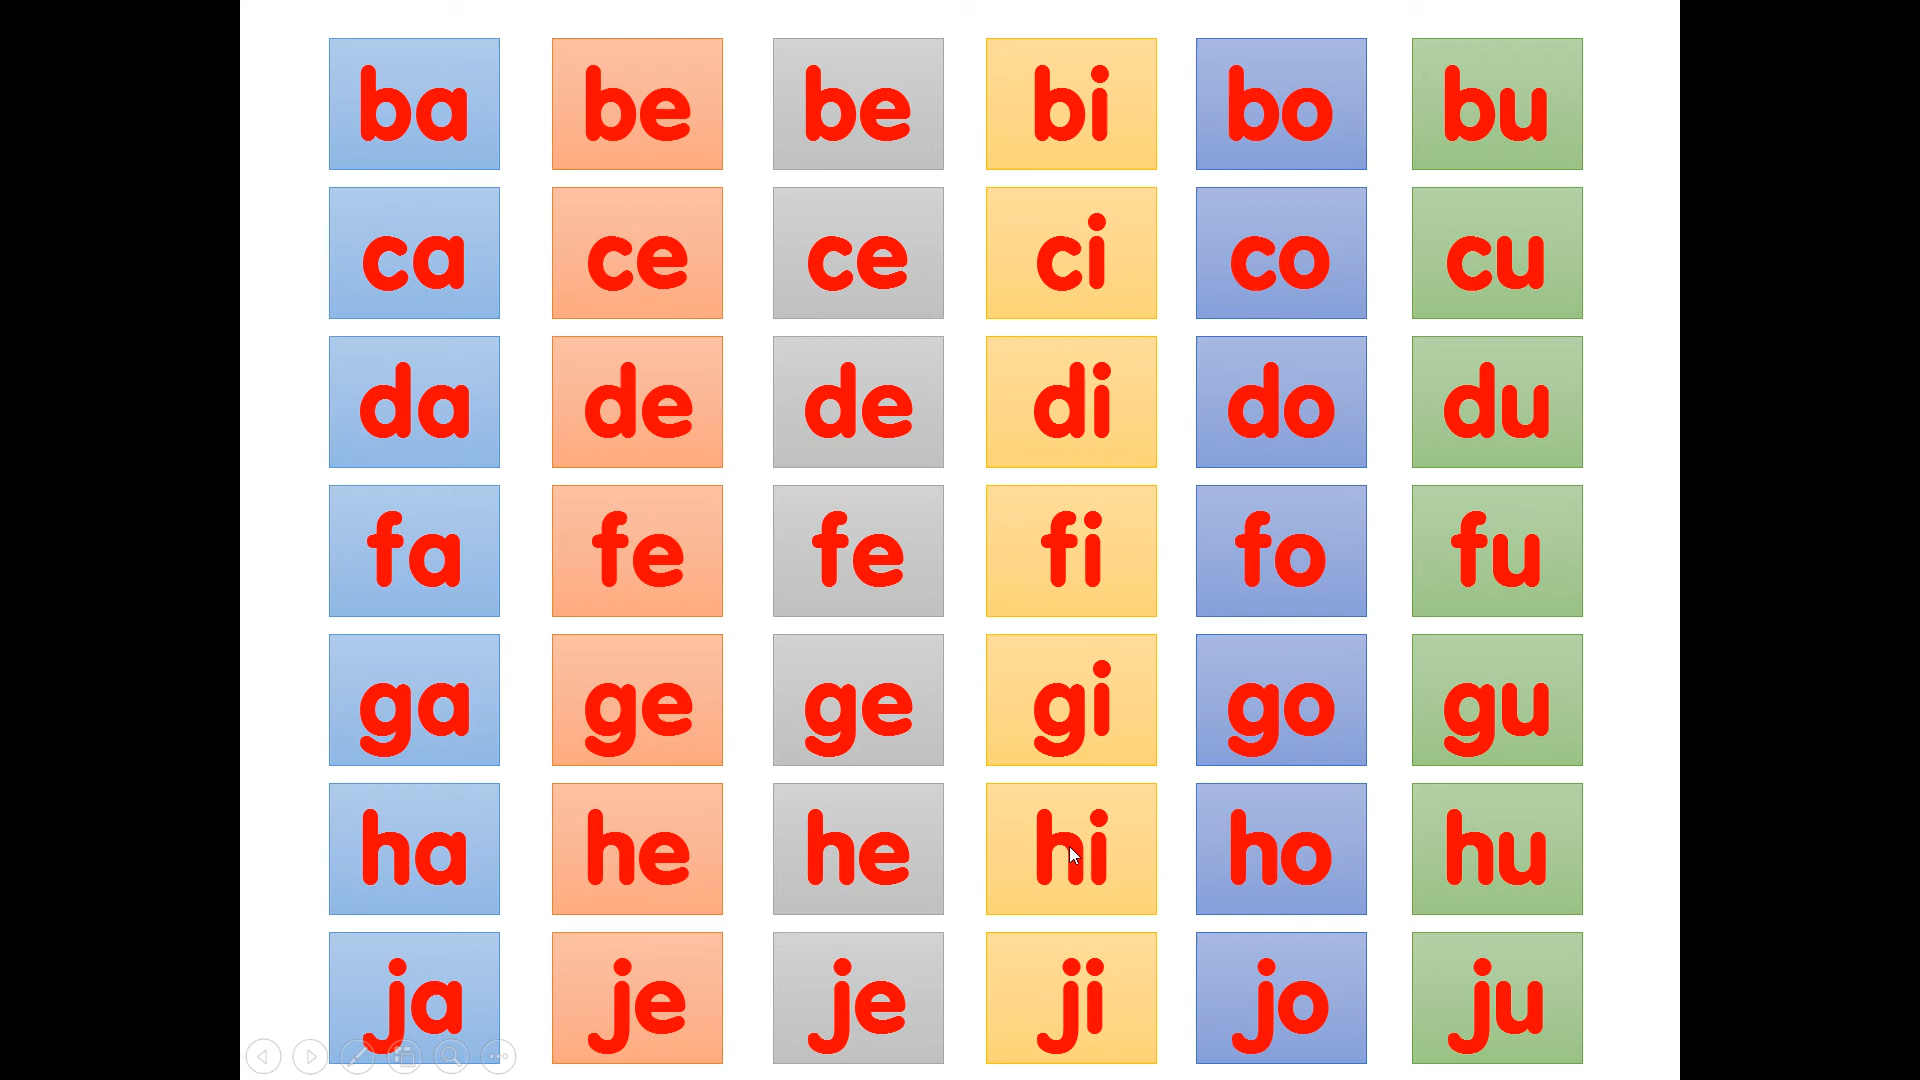 ba be be bi bo bu
ca ce ce ci co cu
da de de di do du
fa fe fe fi fo fu
ga ge ge gi go gu
ha he he hi ho hu
ja je je ji jo ju